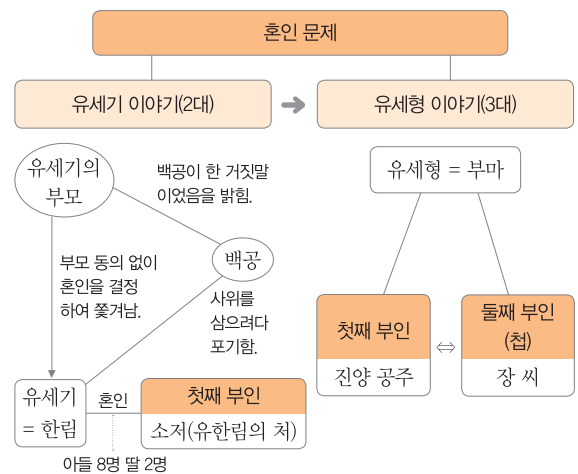 혼인 문제
유세기 이야기(2대)
유세형 이야기(3대)
유세기의
부모
백공이 한 거짓말
이었음을 밝힘.
부모 동의 없이
혼인을 결정
하여 쫓겨남.
백공
사위를
삼으려다
포기함.
유세기
= 한림
혼인
첫째 부인
소저(유한림의 처)
아들 8명 딸 2명
유세형 = 부마
첫째 부인
진양 공주
⇔
둘째 부인
(첩)
장 씨